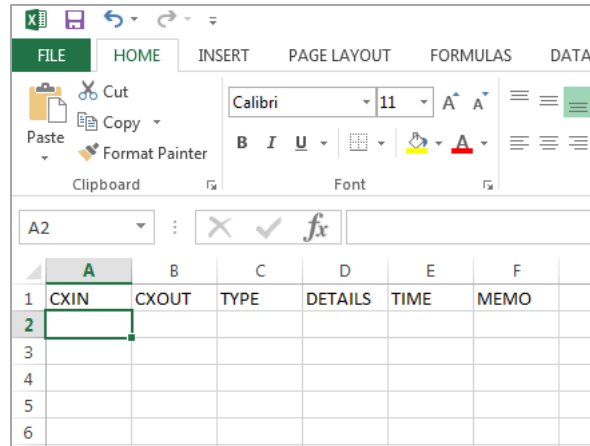 FILE HOME INSERT PAGE LAYOUT FORMULAS DATA
Cut
Copy
Format Painter
Paste
Calibri 11 A A
B I U A
Clipboard Font
A2 fx
A B C D E F
1 CXIN CXOUT TYPE DETAILS TIME MEMO
2
3
4
5
6